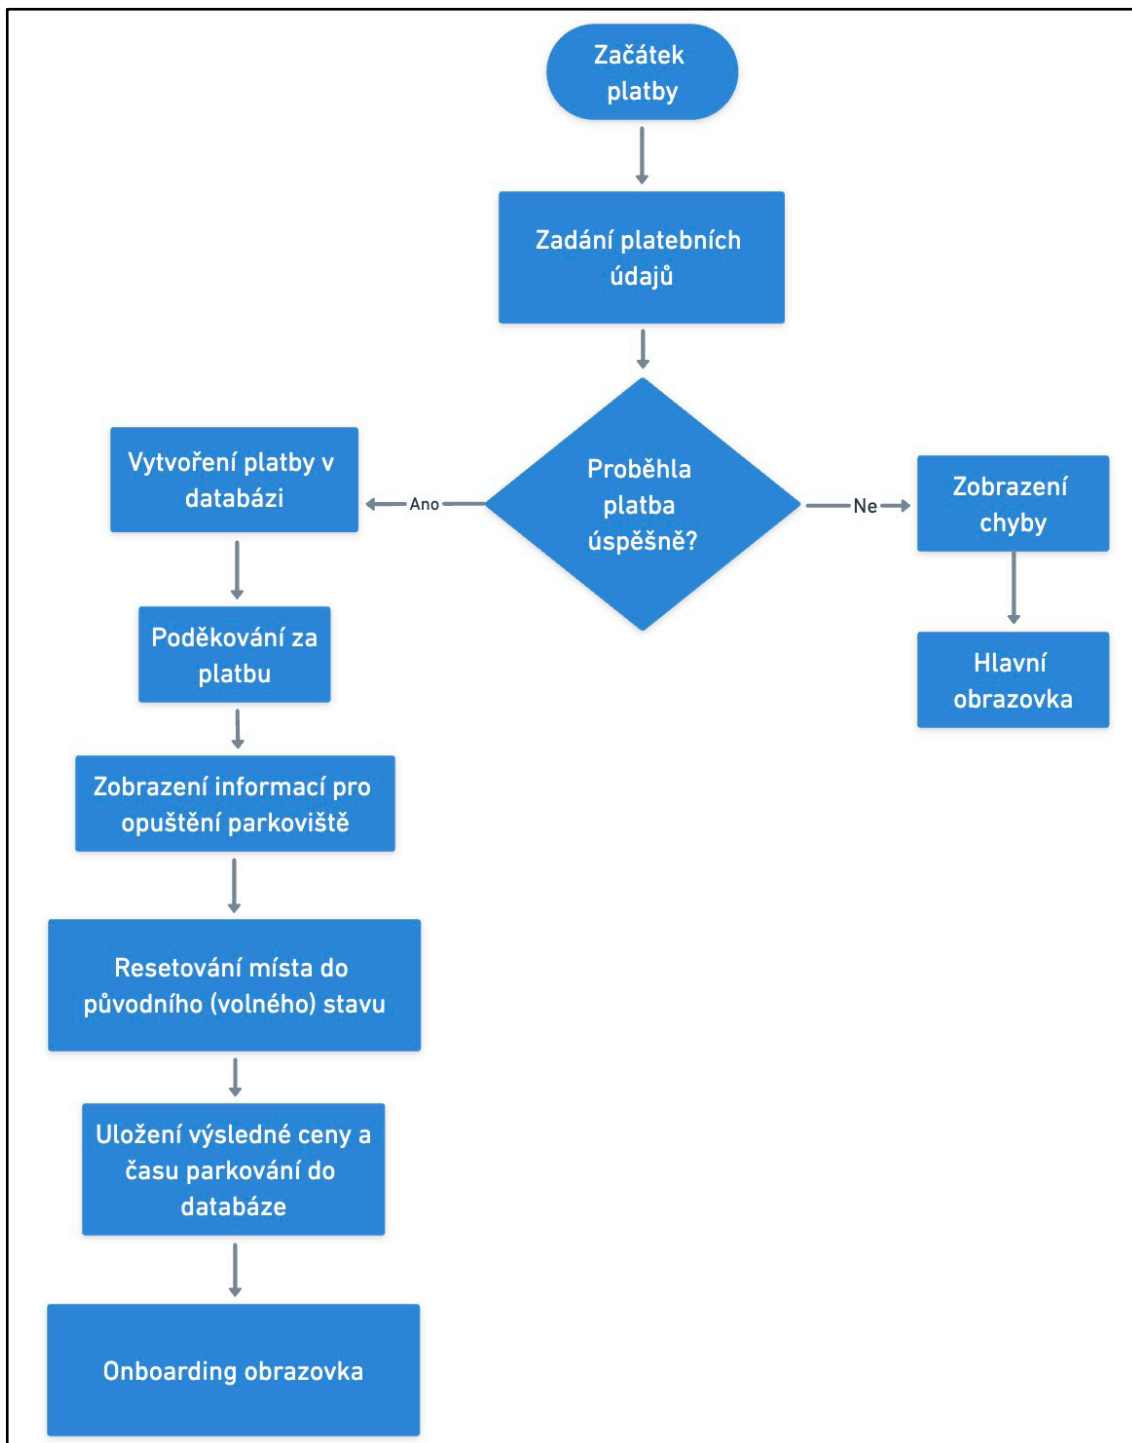 Začátek
platby
Zadání platebních
údajů
Proběhla
platba
úspěšně?
Ano
Ne
Vytvoření platby v
databázi
Zobrazení
chyby
Poděkování za
platbu
Hlavní
obrazovka
Zobrazení informací pro
opuštění parkoviště
Resetování místa do
původního (volného) stavu
Uložení výsledné ceny a
času parkování do
databáze
Onboarding obrazovka